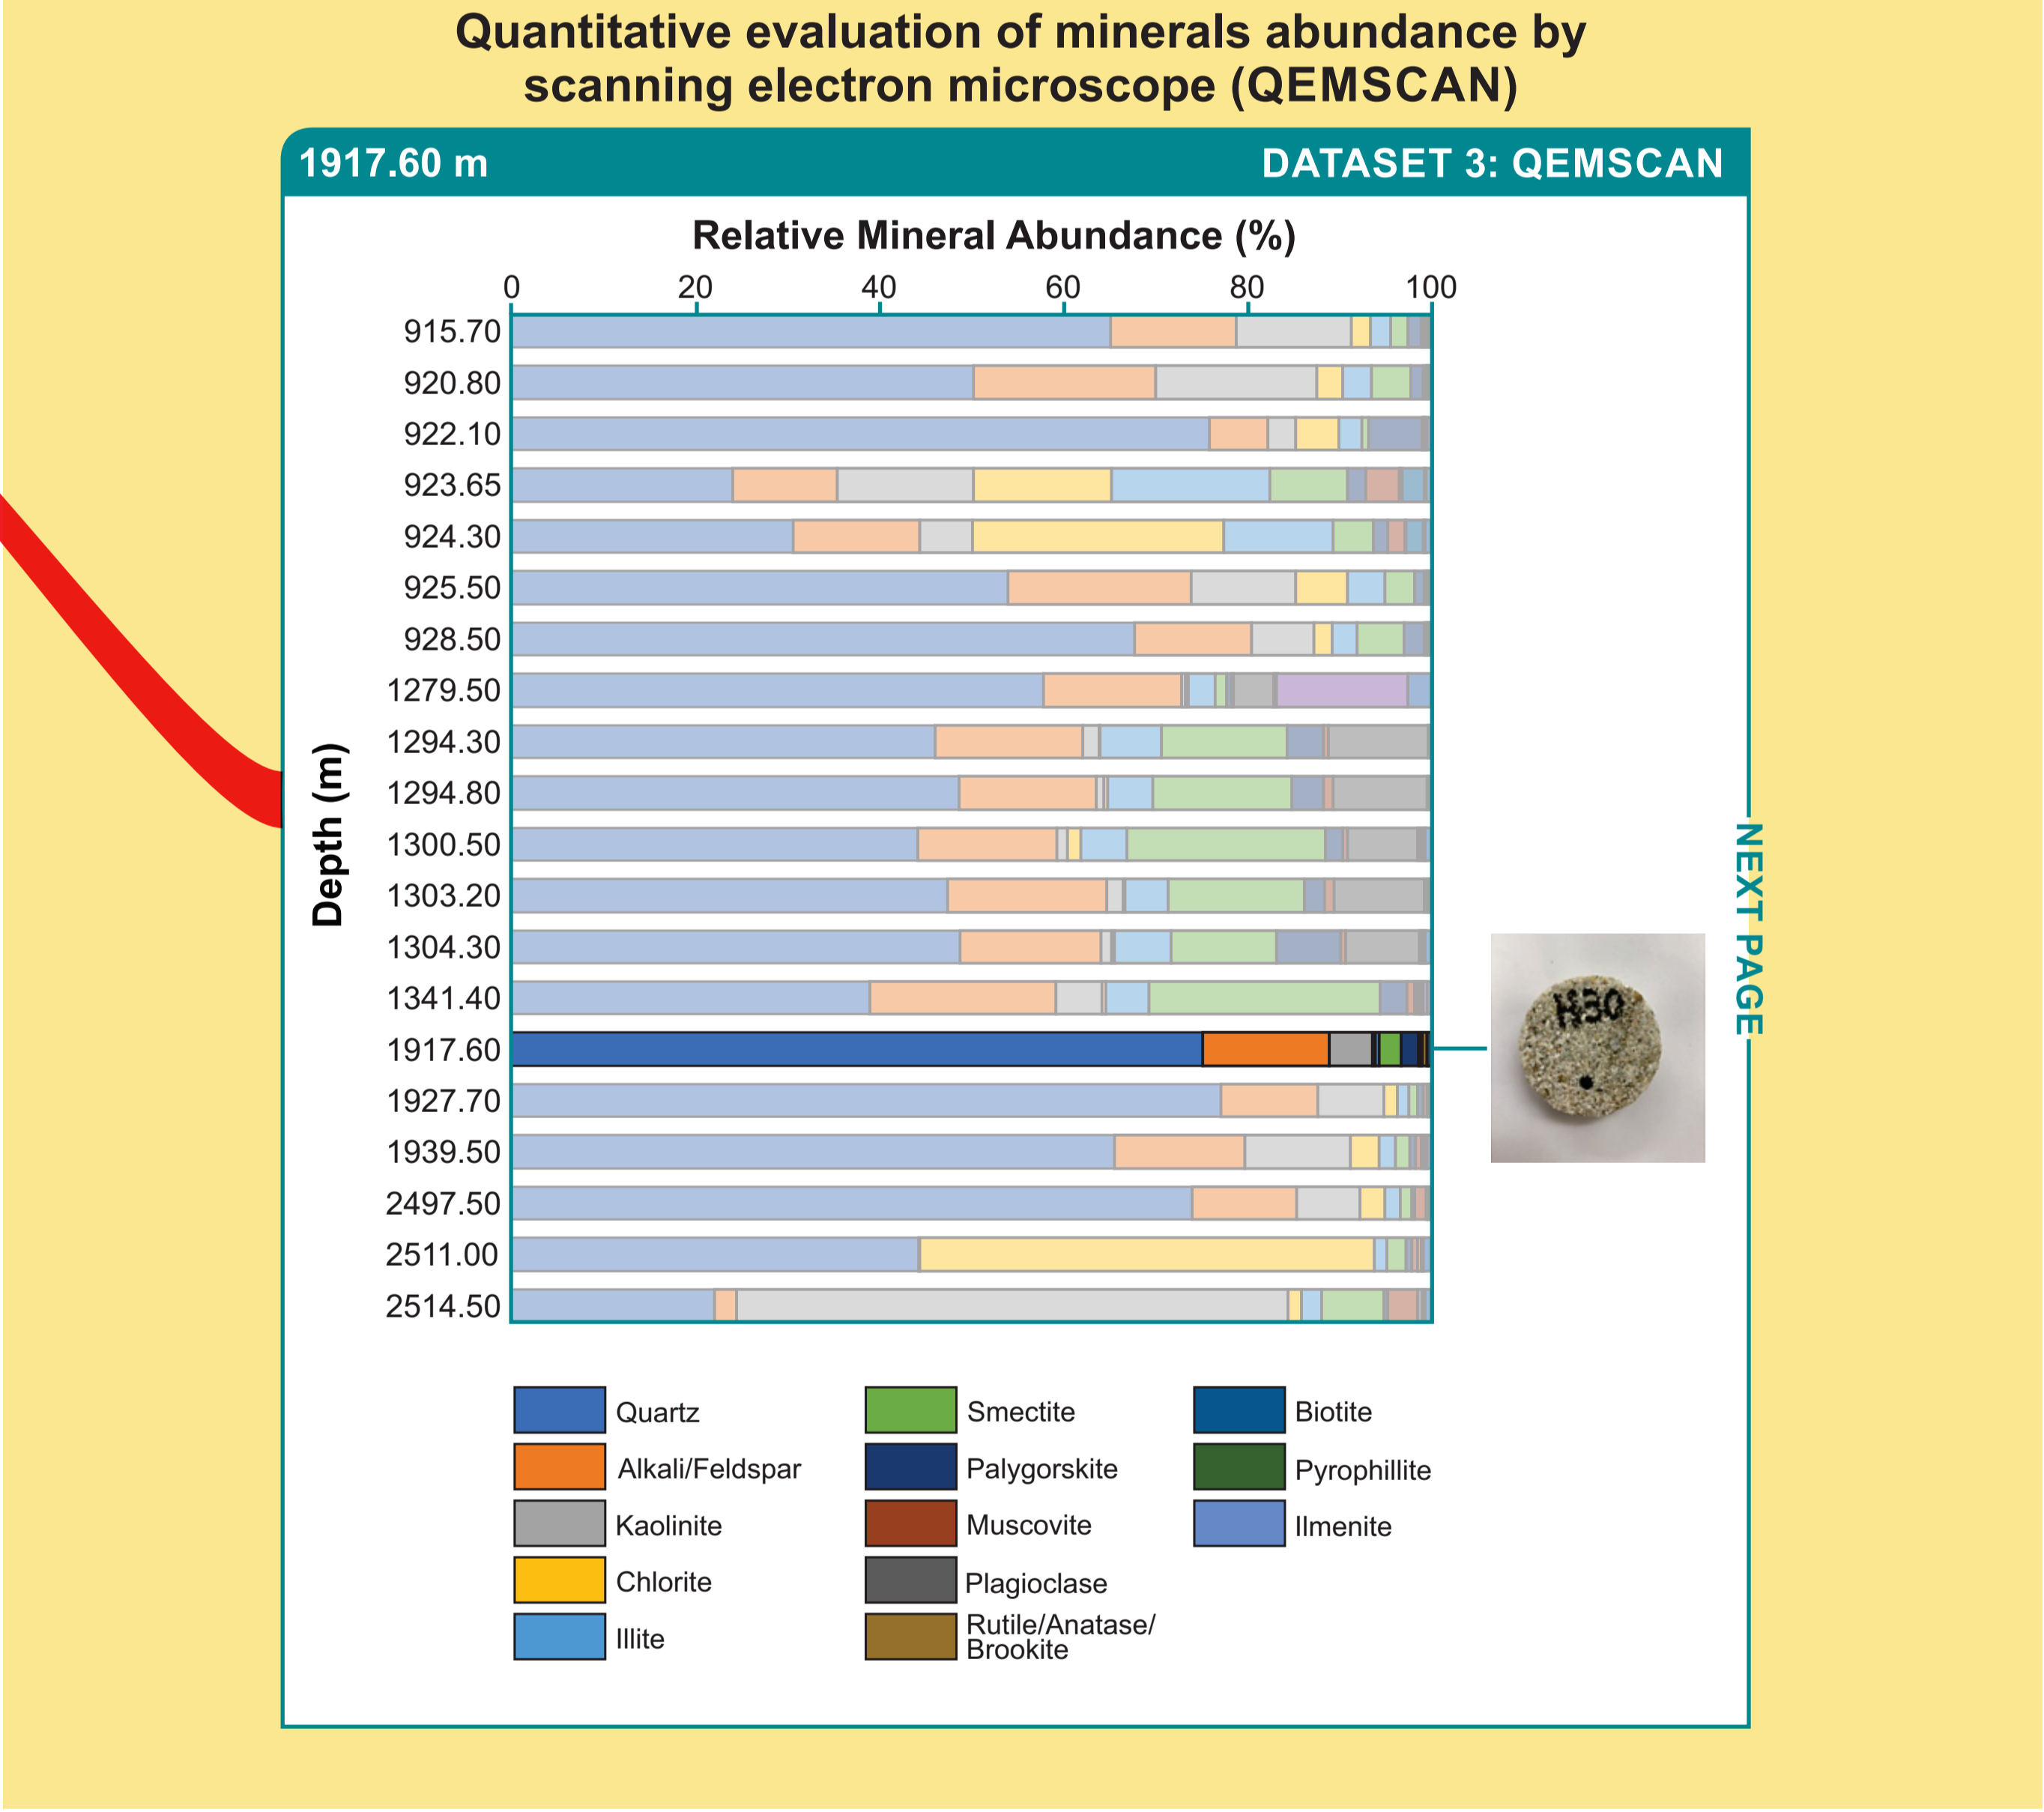 Quantitative evaluation of minerals abundance by
scanning electron microscope (QEMSCAN)
1917.60 m
DATASET 3: QEMSCAN
Relative Mineral Abundance (%)
0 20 40 60 80 100
Depth (m)
915.70
920.80
922.10
923.65
924.30
925.50
928.50
1279.50
1294.30
1294.80
1300.50
1303.20
1304.30
1341.40
1917.60
1927.70
1939.50
2497.50
2511.00
2514.50
H30
NEXT PAGE
Quartz
Alkali/Feldspar
Kaolinite
Chlorite
Illite
Smectite
Palygorskite
Muscovite
Plagioclase
Rutile/Anatase/
Brookite
Biotite
Pyrophillite
Ilmenite